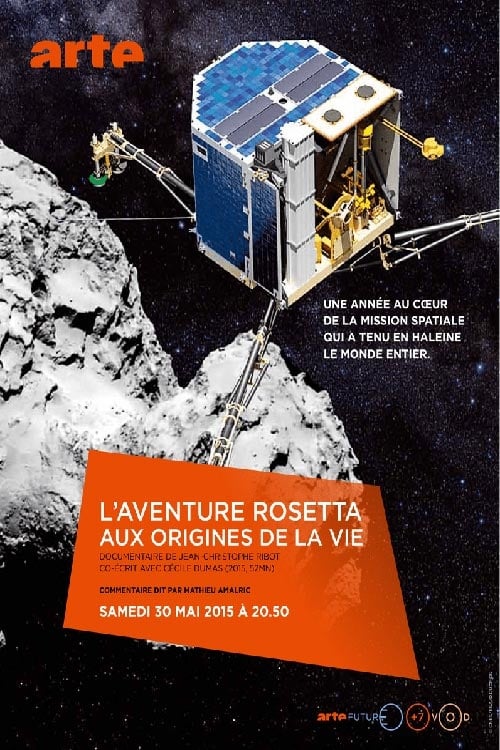 arte
UNE ANNÉE AU CŒUR
DE LA MISSION SPATIALE
QUI A TENU EN HALEINE
LE MONDE ENTIER.
L'AVENTURE ROSETTA
AUX ORIGINES DE LA VIE
DOCUMENTAIRE DE JEAN-CHRISTOPHE RIBOT
CO-ÉCRIT AVEC CÉCILE DUMAS (2015, 52MN)
COMMENTAIRE DIT PAR MATHIEU AMALRIC
SAMEDI 30 MAI 2015 À 20.50
arte FUTURE +7 VOD